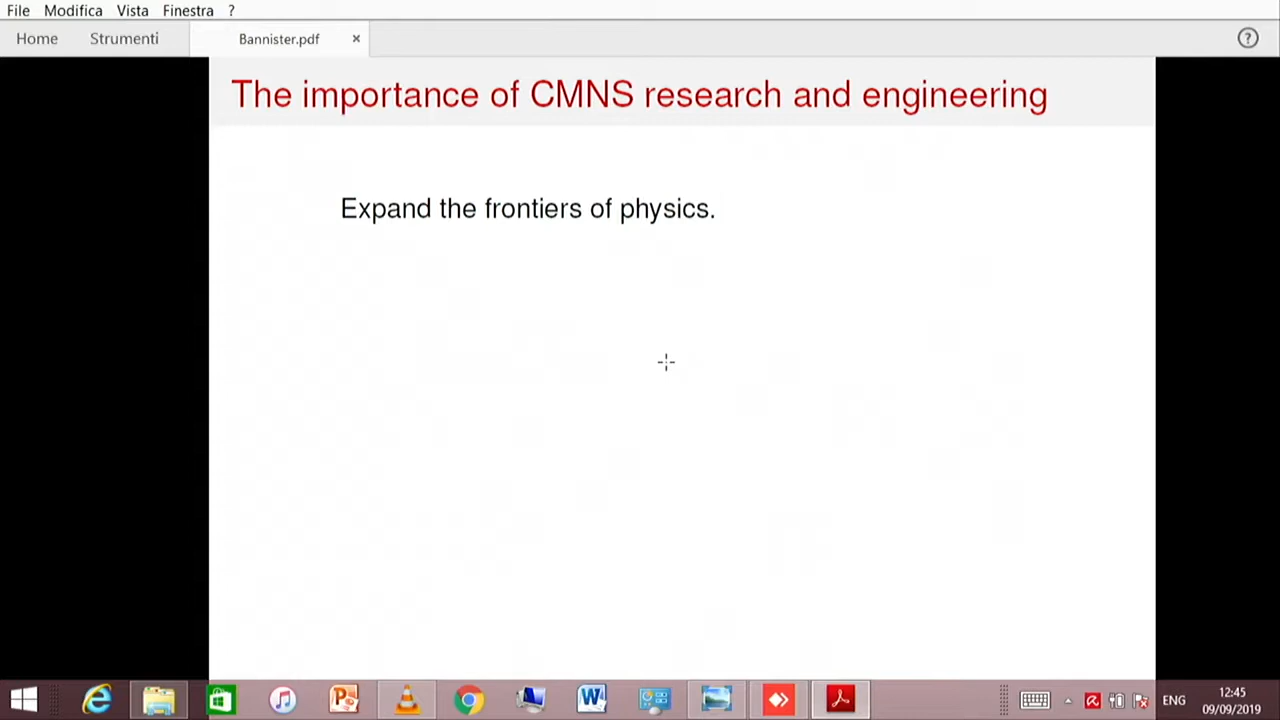 File Modifica Vista Finestra ?
Home Strumenti Bannister.pdf × ?
The importance of CMNS research and engineering
Expand the frontiers of physics.
ENG 12:45
09/09/2019